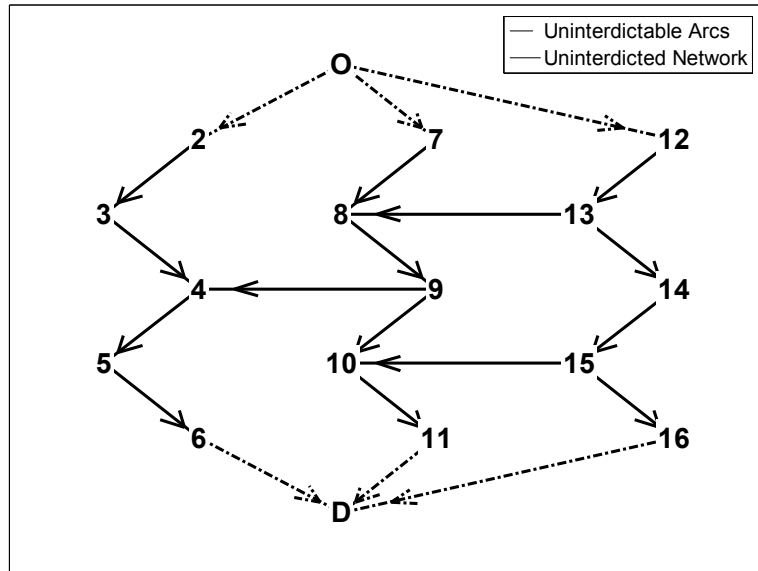 Uninterdictable Arcs
Uninterdicted Network
O
2 7 12
3 8 13
4 9 14
5 10 15
6 11 16
D